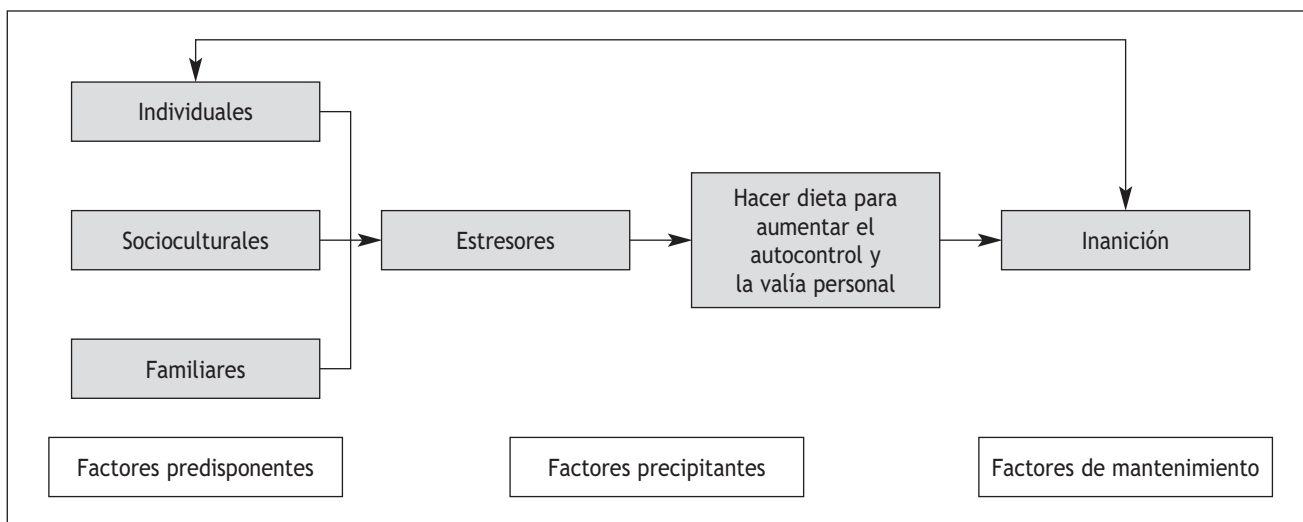 Individuales
Socioculturales
Familiares
Estresores
Hacer dieta para
aumentar el
autocontrol y
la valía personal
Inanición
Factores predisponentes
Factores precipitantes
Factores de mantenimiento